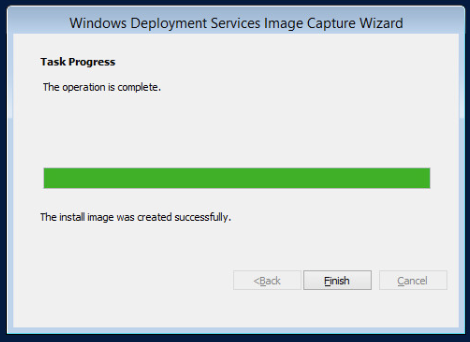 Windows Deployment Services Image Capture Wizard
Task Progress
The operation is complete.
The install image was created successfully.
<Back Finish Cancel